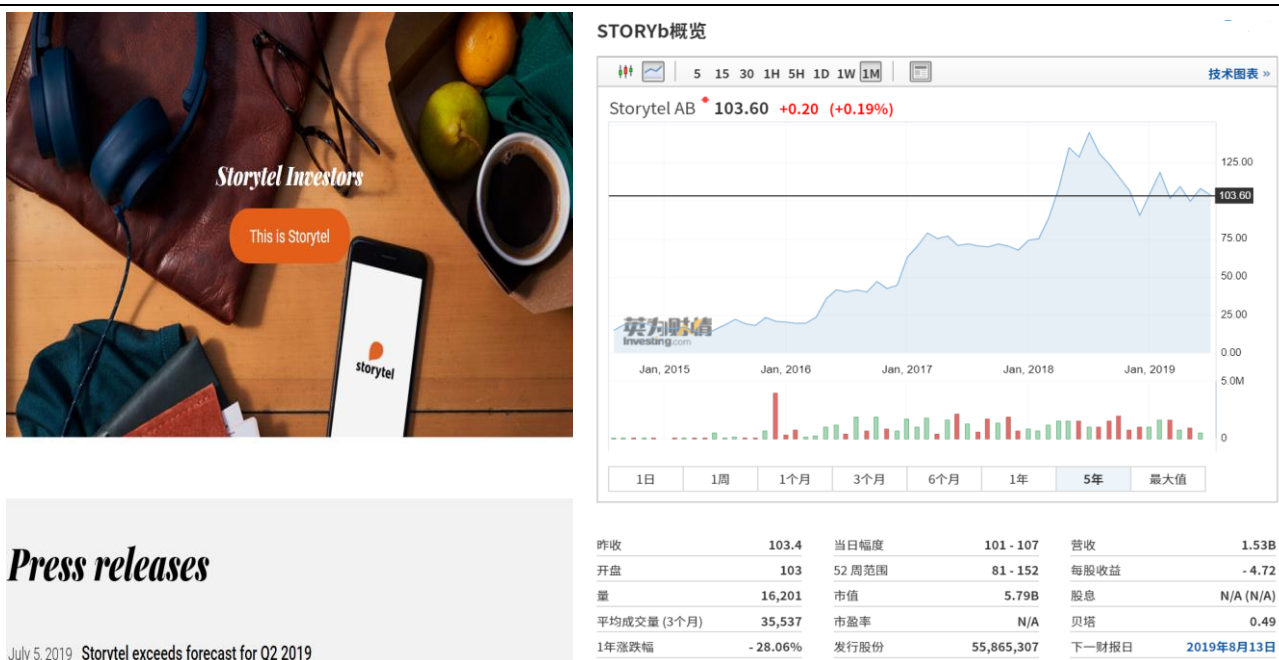 Storytel Investors
This is Storytel
storytel
Press releases
July 5, 2019 Storytel exceeds forecast for Q2 2019
STORYb概览
5 15 30 1H 5H 1D 1W 1M
技术图表 »
Storytel AB 103.60 +0.20 (+0.19%)
125.00
103.60
75.00
50.00
25.00
0.00
英为财情
Investing.com
Jan, 2015 Jan, 2016 Jan, 2017 Jan, 2018 Jan, 2019
5.0M
0
1日 1周 1个月 3个月 6个月 1年 5年 最大值
昨收 103.4 当日幅度 101 - 107 营收 1.53B
开盘 103 52 周范围 81 - 152 每股收益 - 4.72
量 16,201 市值 5.79B 股息 N/A (N/A)
平均成交量 (3个月) 35,537 市盈率 N/A 贝塔 0.49
1年涨跌幅 - 28.06% 发行股份 55,865,307 下一财报日 2019年8月13日